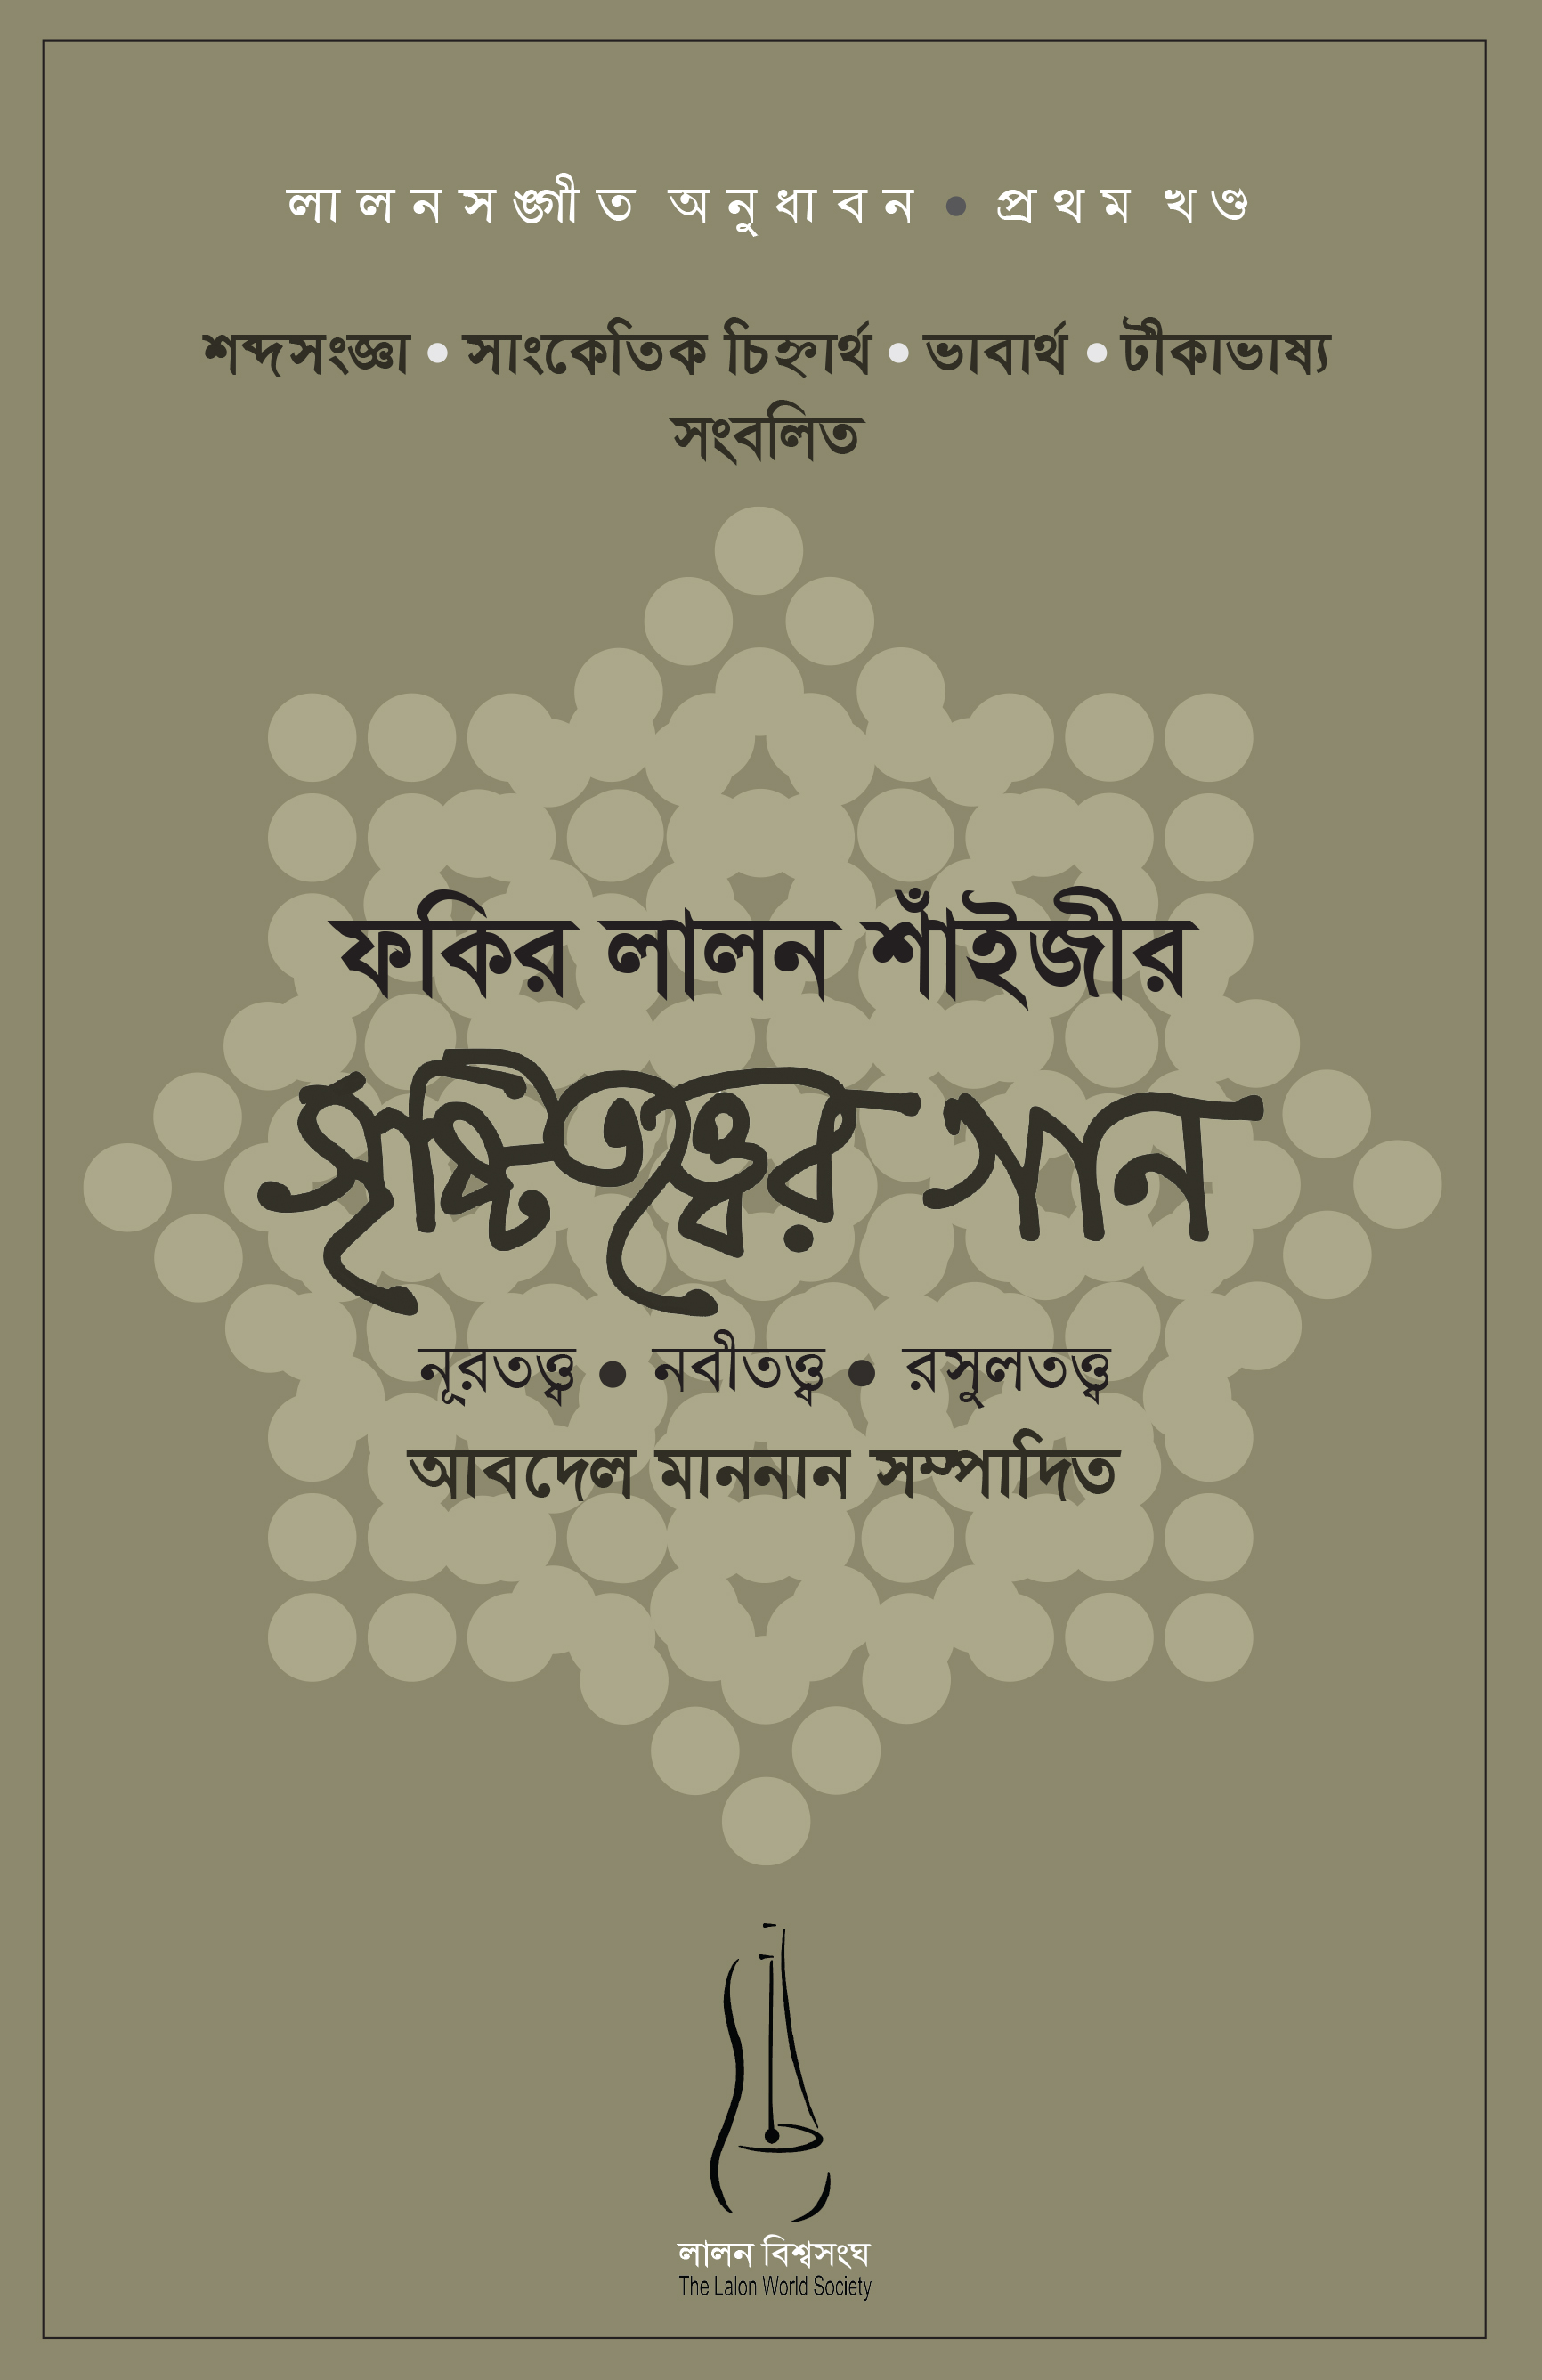 লালনসঙ্গীত অনুধাবন ● প্রথম খণ্ড
শব্দসংজ্ঞা ● সাংকেতিক চিহ্নার্থ ● ভাবার্থ ● টীকাভাষ্য
সংবলিত
ফকির লালন শাঁইজীর
সৃষ্টিতত্ত্বের গান
নূরতত্ত্ব ● নবীতত্ত্ব ● রসুলতত্ত্ব
আবদেল মাননান সম্পাদিত
লালন বিশ্বসংঘ
The Lalon World Society